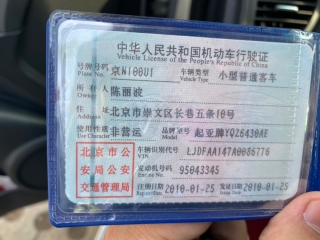 中华人民共和国机动车行驶证
Vehicle License of the People's Republic of China
号牌号码 京N100U1 车辆类型 小型普通客车
Plate No. Vehicle Type
所有人 陈丽波
Owner
住址 北京市崇文区长巷五条10号
Address
使用性质 非营运 品牌型号 起亚牌YQZ6430AE
Use Character Model
北京市公 车辆识别代号 LJDFAA147A0086776
VIN
安局公安 发动机号码 95043345
Engine No.
交通管理局 注册日期 2010-01-25 发证日期 2010-01-25
Register Date Issue Date